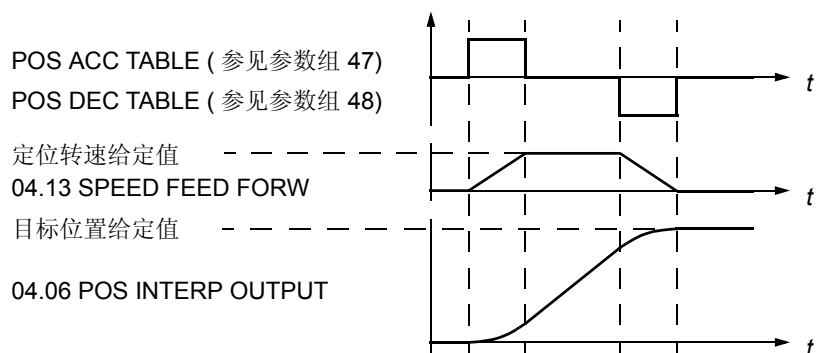 POS ACC TABLE ( 参见参数组 47)
t
POS DEC TABLE ( 参见参数组 48)
定位转速给定值
04.13 SPEED FEED FORW
t
目标位置给定值
04.06 POS INTERP OUTPUT
t